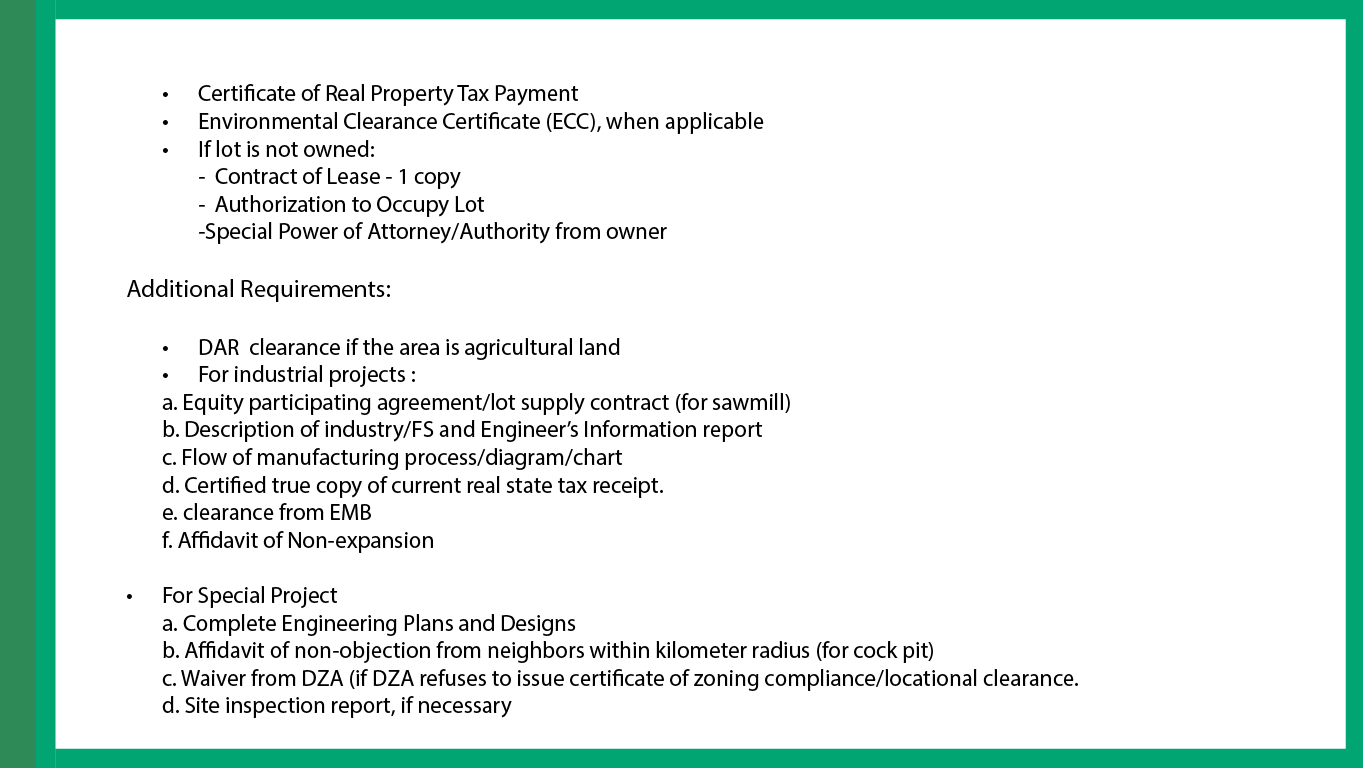 • Certificate of Real Property Tax Payment
• Environmental Clearance Certificate (ECC), when applicable
• If lot is not owned:
- Contract of Lease - 1 copy
- Authorization to Occupy Lot
-Special Power of Attorney/Authority from owner
Additional Requirements:
• DAR clearance if the area is agricultural land
• For industrial projects :
a. Equity participating agreement/lot supply contract (for sawmill)
b. Description of industry/FS and Engineer’s Information report
c. Flow of manufacturing process/diagram/chart
d. Certified true copy of current real state tax receipt.
e. clearance from EMB
f. Affidavit of Non-expansion
• For Special Project
a. Complete Engineering Plans and Designs
b. Affidavit of non-objection from neighbors within kilometer radius (for cock pit)
c. Waiver from DZA (if DZA refuses to issue certificate of zoning compliance/locational clearance.
d. Site inspection report, if necessary